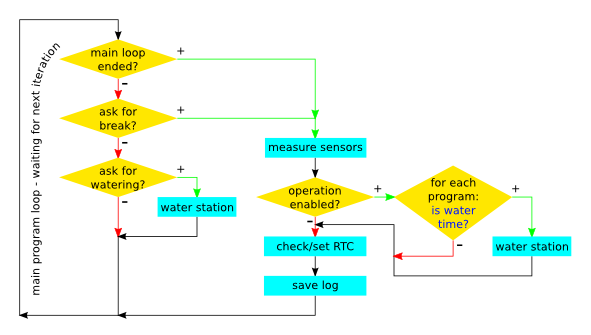 main program loop - waiting for next iteration
main loop
ended?
+
-
ask for
break?
+
-
ask for
watering?
+
-
water station
measure sensors
operation
enabled?
+
-
for each
program:
is water
time?
+
-
water station
check/set RTC
save log